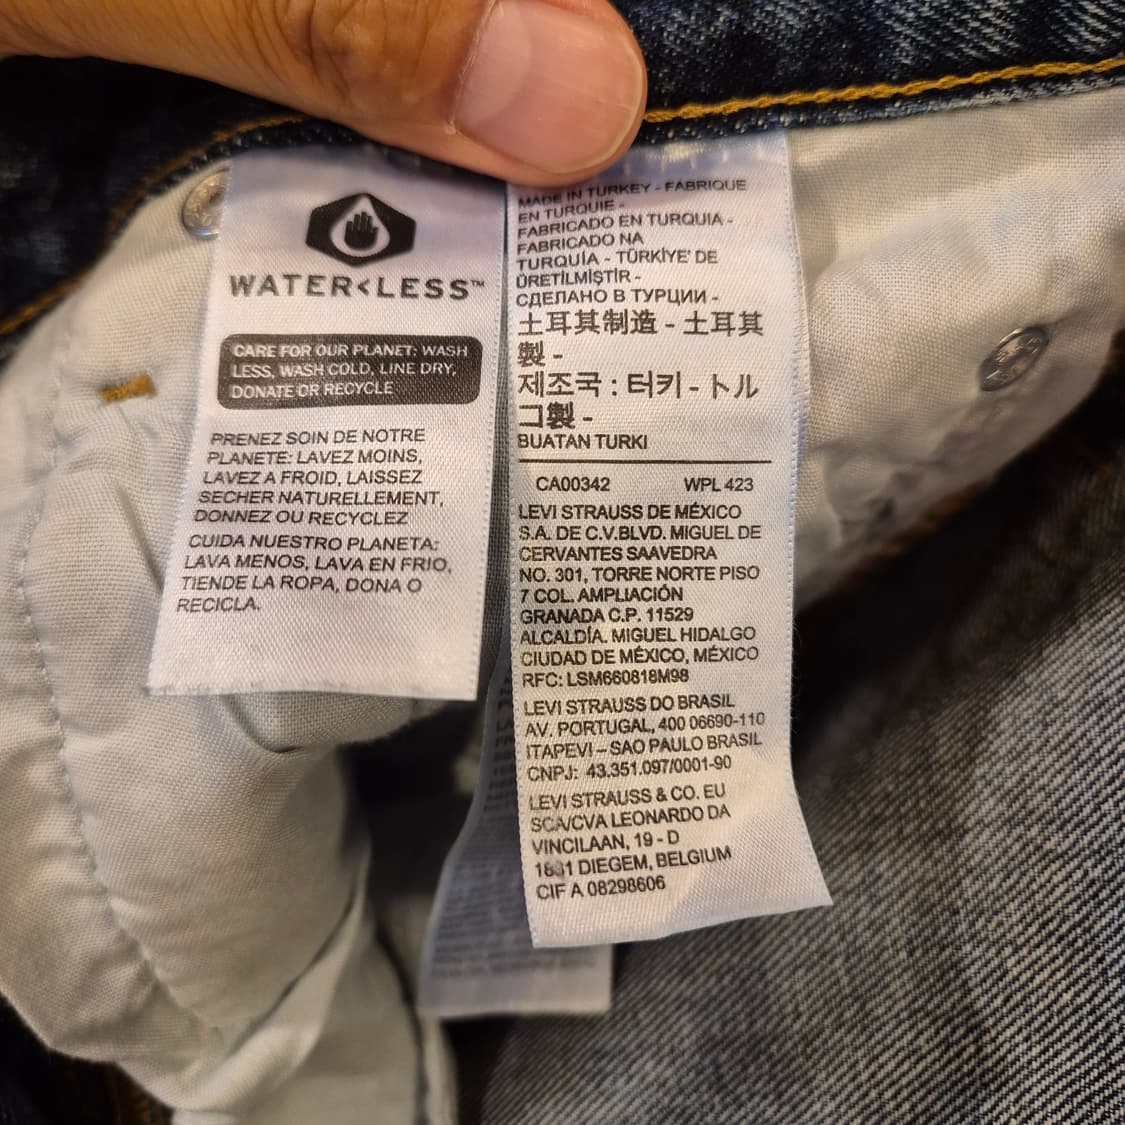 WATER<LESS™
CARE FOR OUR PLANET: WASH
LESS, WASH COLD, LINE DRY,
DONATE OR RECYCLE
PRENEZ SOIN DE NOTRE
PLANETE: LAVEZ MOINS,
LAVEZ A FROID, LAISSEZ
SECHER NATURELLEMENT,
DONNEZ OU RECYCLEZ
CUIDA NUESTRO PLANETA:
LAVA MENOS, LAVA EN FRIO,
TIENDE LA ROPA, DONA O
RECICLA.
MADE IN TURKEY - FABRIQUE
EN TURQUIE -
FABRICADO EN TURQUIA -
FABRICADO NA
TURQUÍA - TÜRKİYE' DE
ÜRETİLMİŞTİR -
СДЕЛАНО В ТУРЦИИ -
土耳其制造 - 土耳其
製 -
제조국 : 터키 - トル
コ製 -
BUATAN TURKI
CA00342 WPL 423
LEVI STRAUSS DE MÉXICO
S.A. DE C.V.BLVD. MIGUEL DE
CERVANTES SAAVEDRA
NO. 301, TORRE NORTE PISO
7 COL. AMPLIACIÓN
GRANADA C.P. 11529
ALCALDÍA. MIGUEL HIDALGO
CIUDAD DE MÉXICO, MÉXICO
RFC: LSM660818M98
LEVI STRAUSS DO BRASIL
AV. PORTUGAL, 400 06690-110
ITAPEVI – SAO PAULO BRASIL
CNPJ: 43.351.097/0001-90
LEVI STRAUSS & CO. EU
SCA/CVA LEONARDO DA
VINCILAAN, 19 - D
1831 DIEGEM, BELGIUM
CIF A 08298606